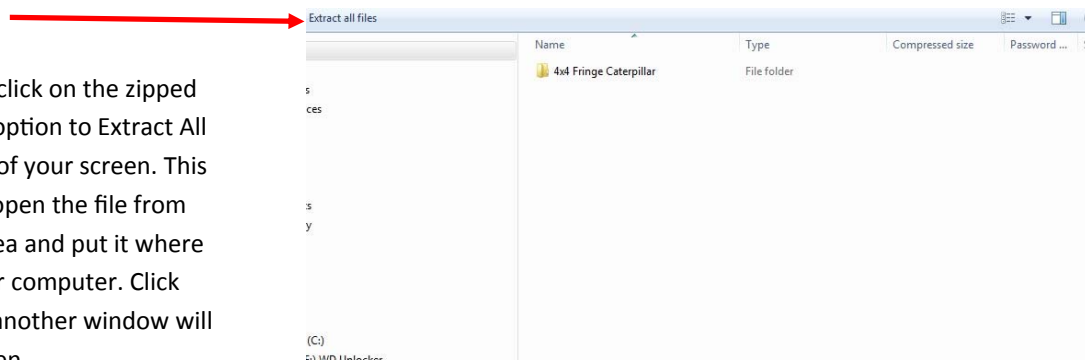 Extract all files
Name Type Compressed size Password ...
4x4 Fringe Caterpillar File folder
click on the zipped
option to Extract All
of your screen. This
open the file from
ea and put it where
r computer. Click
another window will
s
ces
s
y
(C:)
WD Unlocker